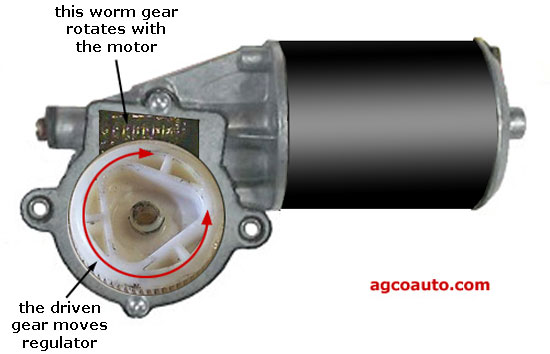 this worm gear
rotates with
the motor
agcoauto.com
the driven
gear moves
regulator